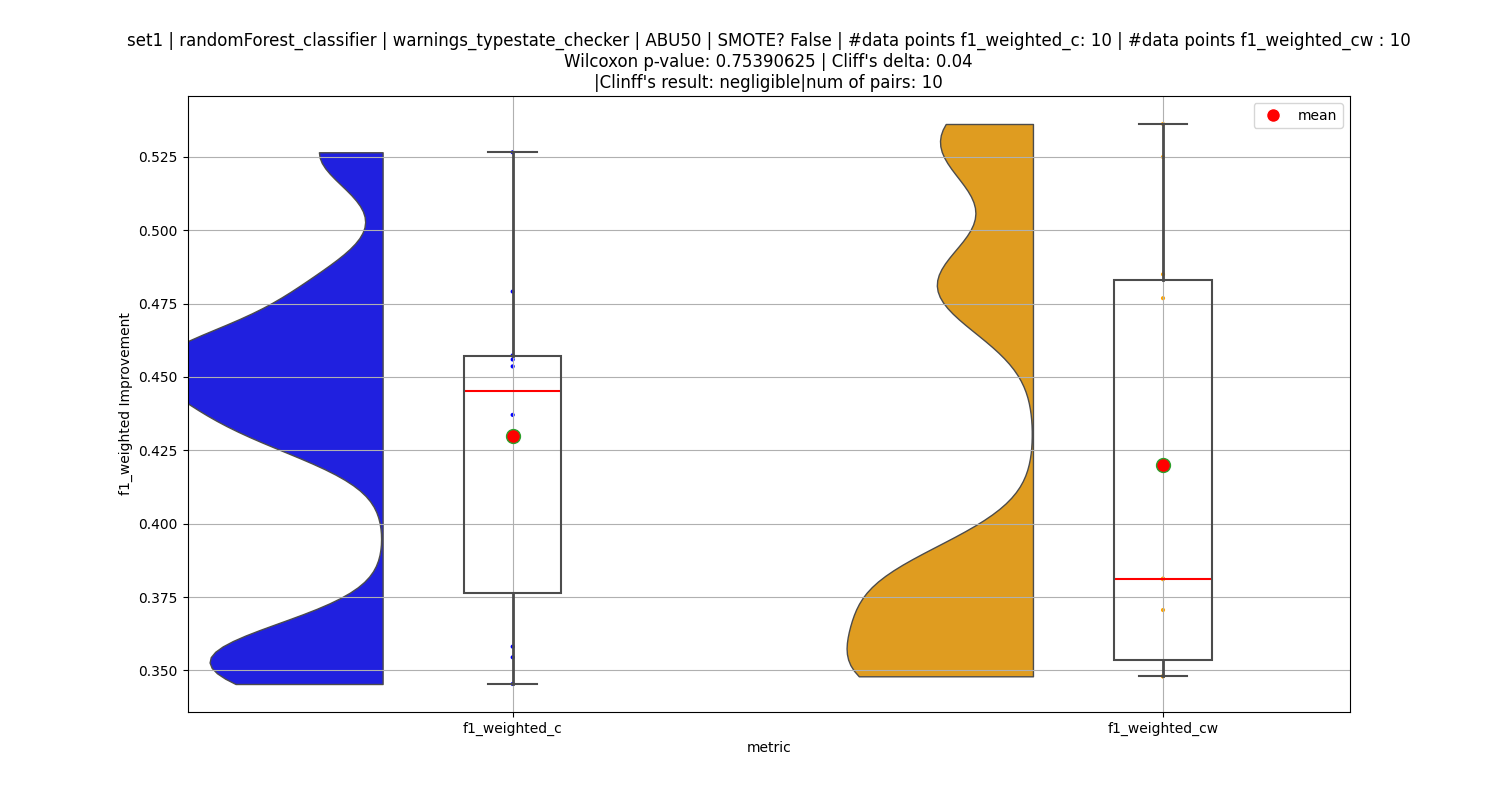 set1 | randomForest_classifier | warnings_typestate_checker | ABU50 | SMOTE? False | #data points f1_weighted_c: 10 | #data points f1_weighted_cw : 10
Wilcoxon p-value: 0.75390625 | Cliff's delta: 0.04
|Clinff's result: negligible|num of pairs: 10
mean
f1_weighted Improvement
0.525
0.500
0.475
0.450
0.425
0.400
0.375
0.350
f1_weighted_c
f1_weighted_cw
metric